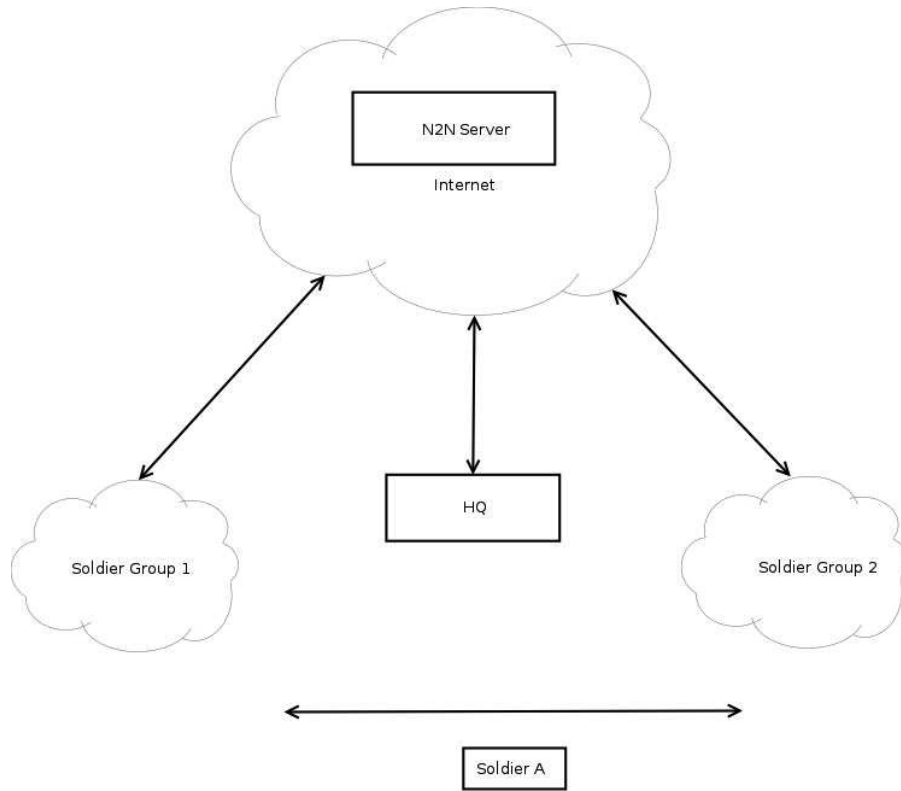 N2N Server
Internet
HQ
Soldier Group 1
Soldier Group 2
Soldier A